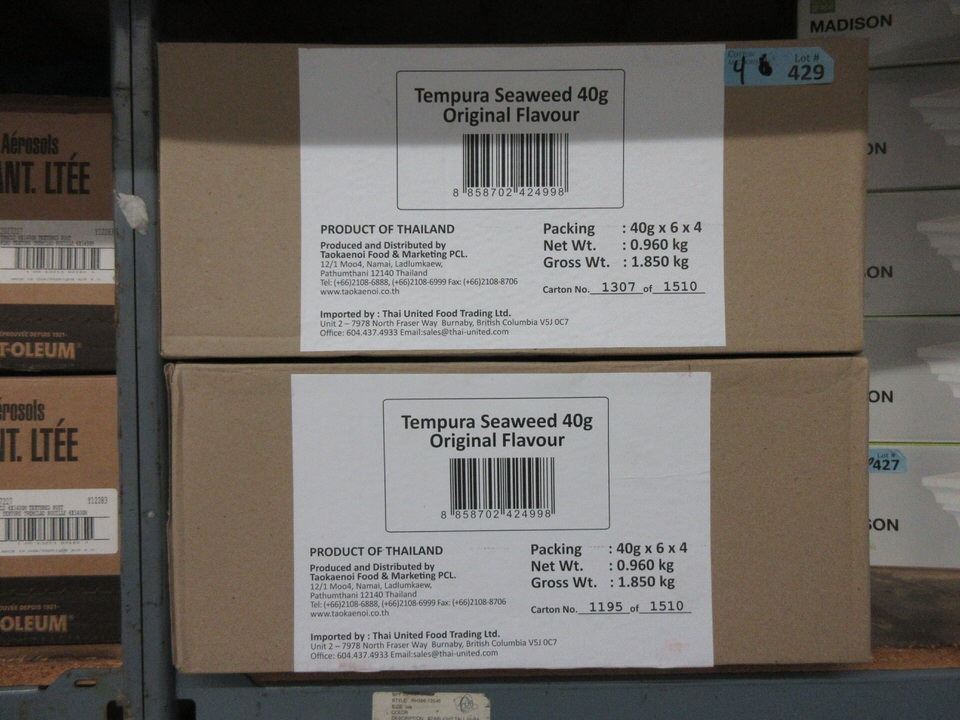 MADISON
Lot #
4
429
Aérosols
ANT. LTÉE
T-OLEUM
Tempura Seaweed 40g
Original Flavour
8 858702 424998
PRODUCT OF THAILAND
Produced and Distributed by
Taokaenoi Food & Marketing PCL.
12/1 Moo4, Namai, Ladlumkaew,
Pathumthani 12140 Thailand
Tel: (+66)2108-6888, (+66)2108-6999 Fax: (+66)2108-8706
www.taokaenoi.co.th
Packing : 40g x 6 x 4
Net Wt. : 0.960 kg
Gross Wt. : 1.850 kg
Carton No. 1307 of 1510
Imported by : Thai United Food Trading Ltd.
Unit 2 – 7978 North Fraser Way Burnaby, British Columbia V5J 0C7
Office: 604.437.4933 Email:sales@thai-united.com
ON
ON
érosols
NT. LTÉE
Y12283
OLEUM
Tempura Seaweed 40g
Original Flavour
8 858702 424998
PRODUCT OF THAILAND
Produced and Distributed by
Taokaenoi Food & Marketing PCL.
12/1 Moo4, Namai, Ladlumkaew,
Pathumthani 12140 Thailand
Tel: (+66)2108-6888, (+66)2108-6999 Fax: (+66)2108-8706
www.taokaenoi.co.th
Packing : 40g x 6 x 4
Net Wt. : 0.960 kg
Gross Wt. : 1.850 kg
Carton No. 1195 of 1510
Imported by : Thai United Food Trading Ltd.
Unit 2 – 7978 North Fraser Way Burnaby, British Columbia V5J 0C7
Office: 604.437.4933 Email:sales@thai-united.com
ON
Lot #
427
SON